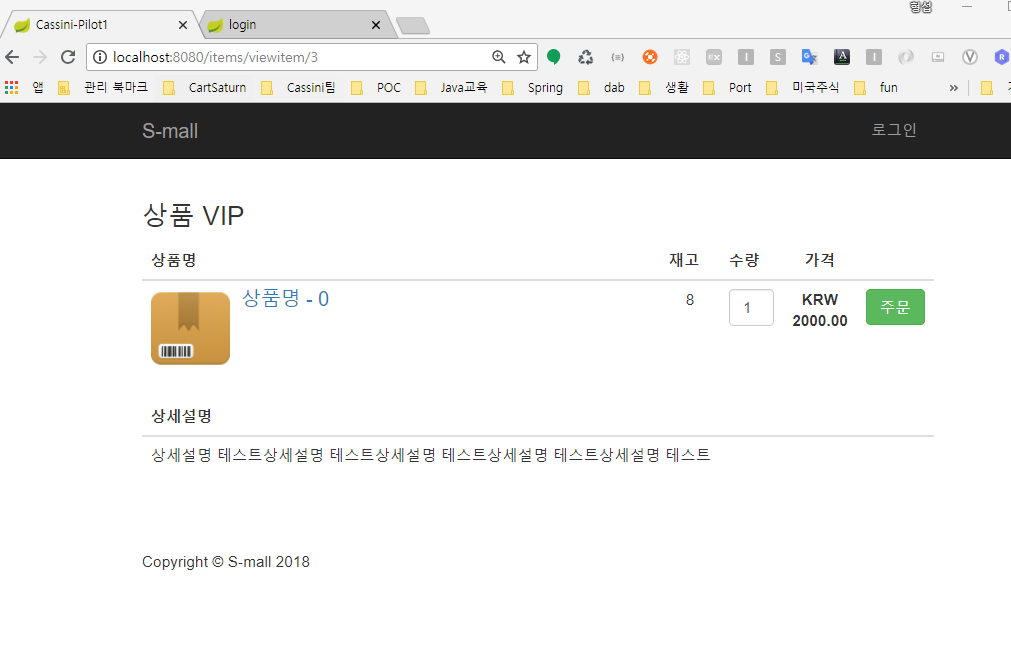 형섭
Cassini-Pilot1
login
localhost:8080/items/viewitem/3
앱 관리 북마크 CartSaturn Cassini팀 POC Java교육 Spring dab 생활 Port 미국주식 fun »
S-mall 로그인
상품 VIP
상품명 재고 수량 가격
상품명 - 0 8 1 KRW 2000.00 주문
상세설명
상세설명 테스트상세설명 테스트상세설명 테스트상세설명 테스트상세설명 테스트
Copyright © S-mall 2018